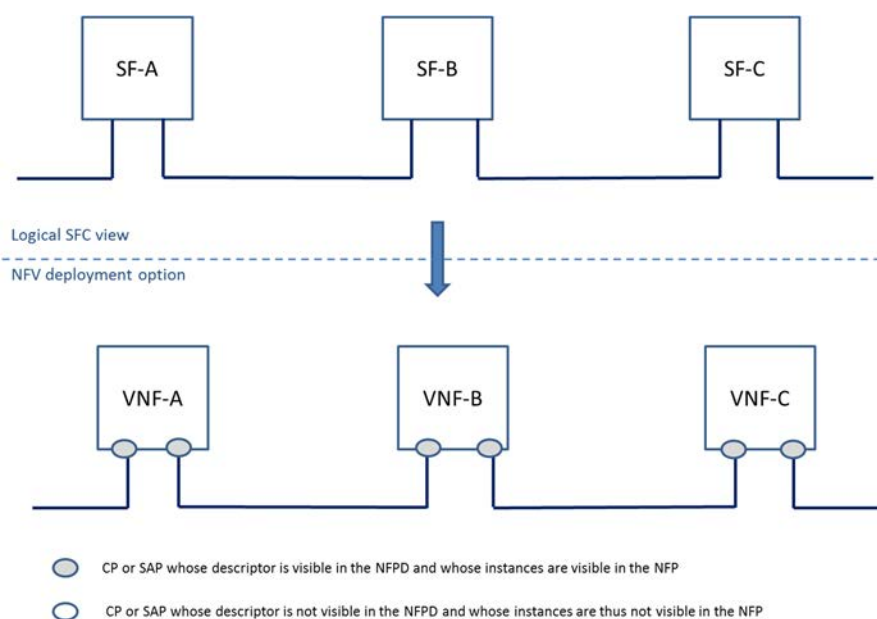 SF-A
SF-B
SF-C
Logical SFC view
NFV deployment option
VNF-A
VNF-B
VNF-C
CP or SAP whose descriptor is visible in the NFPD and whose instances are visible in the NFP
CP or SAP whose descriptor is not visible in the NFPD and whose instances are thus not visible in the NFP